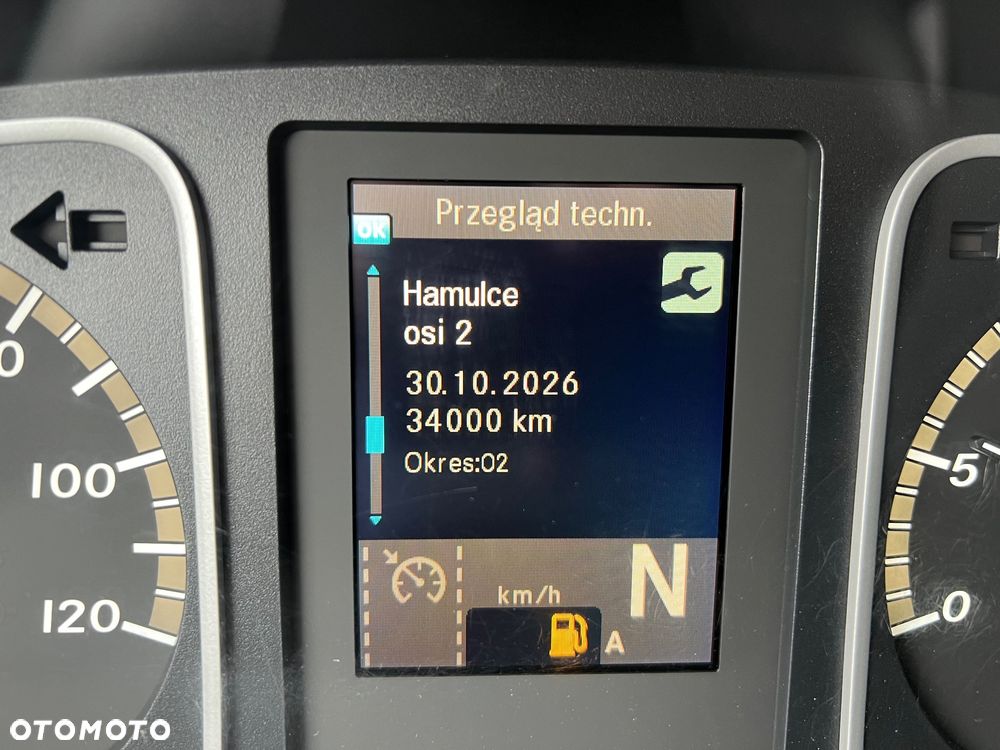 Przegląd techn.
OK
Hamulce
osi 2
30.10.2026
34000 km
Okres:02
km/h
N
A
100
120
5
0
OTOMOTO